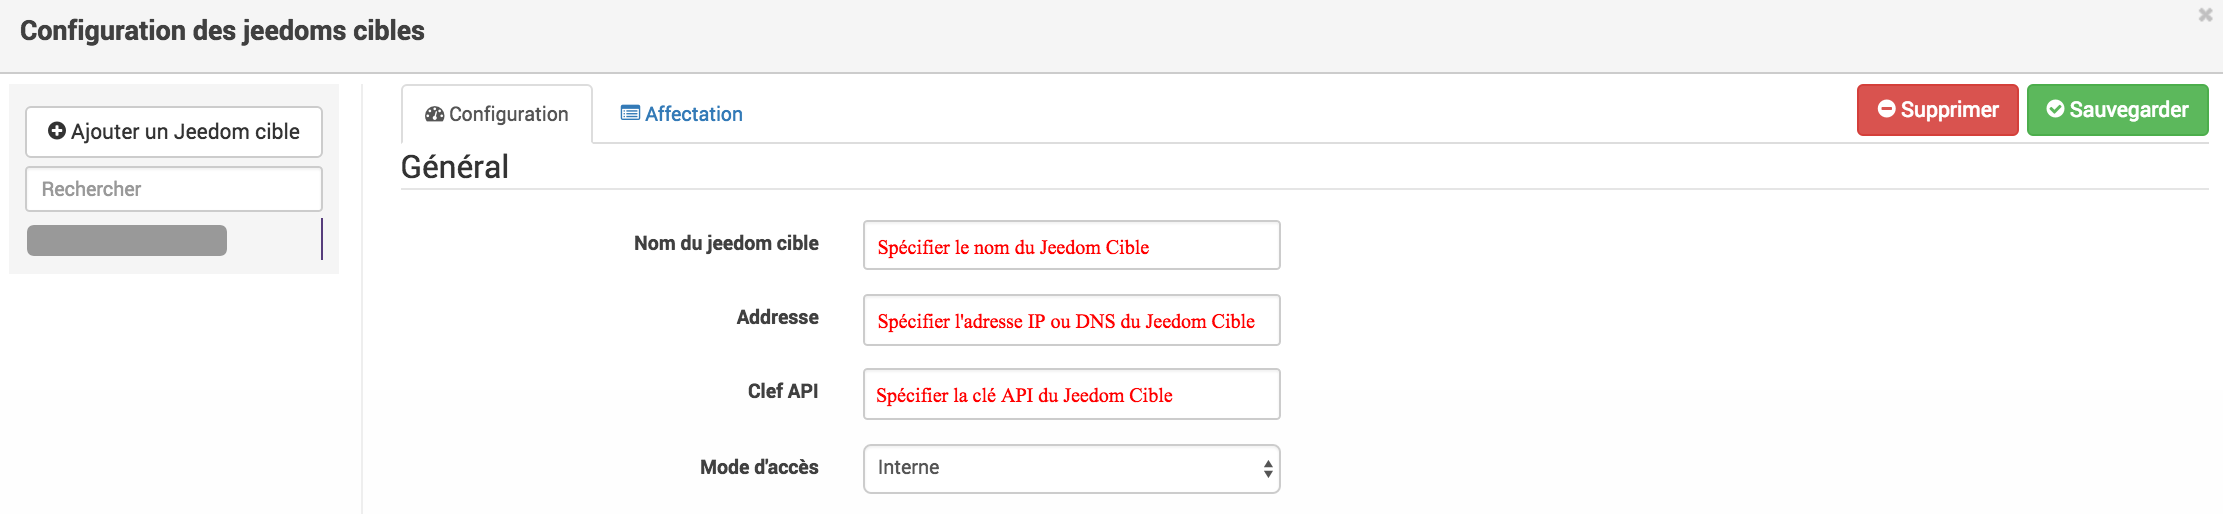 Configuration des jeedoms cibles
Ajouter un Jeedom cible
Rechercher
Configuration
Affectation
Supprimer
Sauvegarder
Général
Nom du jeedom cible
Spécifier le nom du Jeedom Cible
Addresse
Spécifier l'adresse IP ou DNS du Jeedom Cible
Clef API
Spécifier la clé API du Jeedom Cible
Mode d'accès
Interne